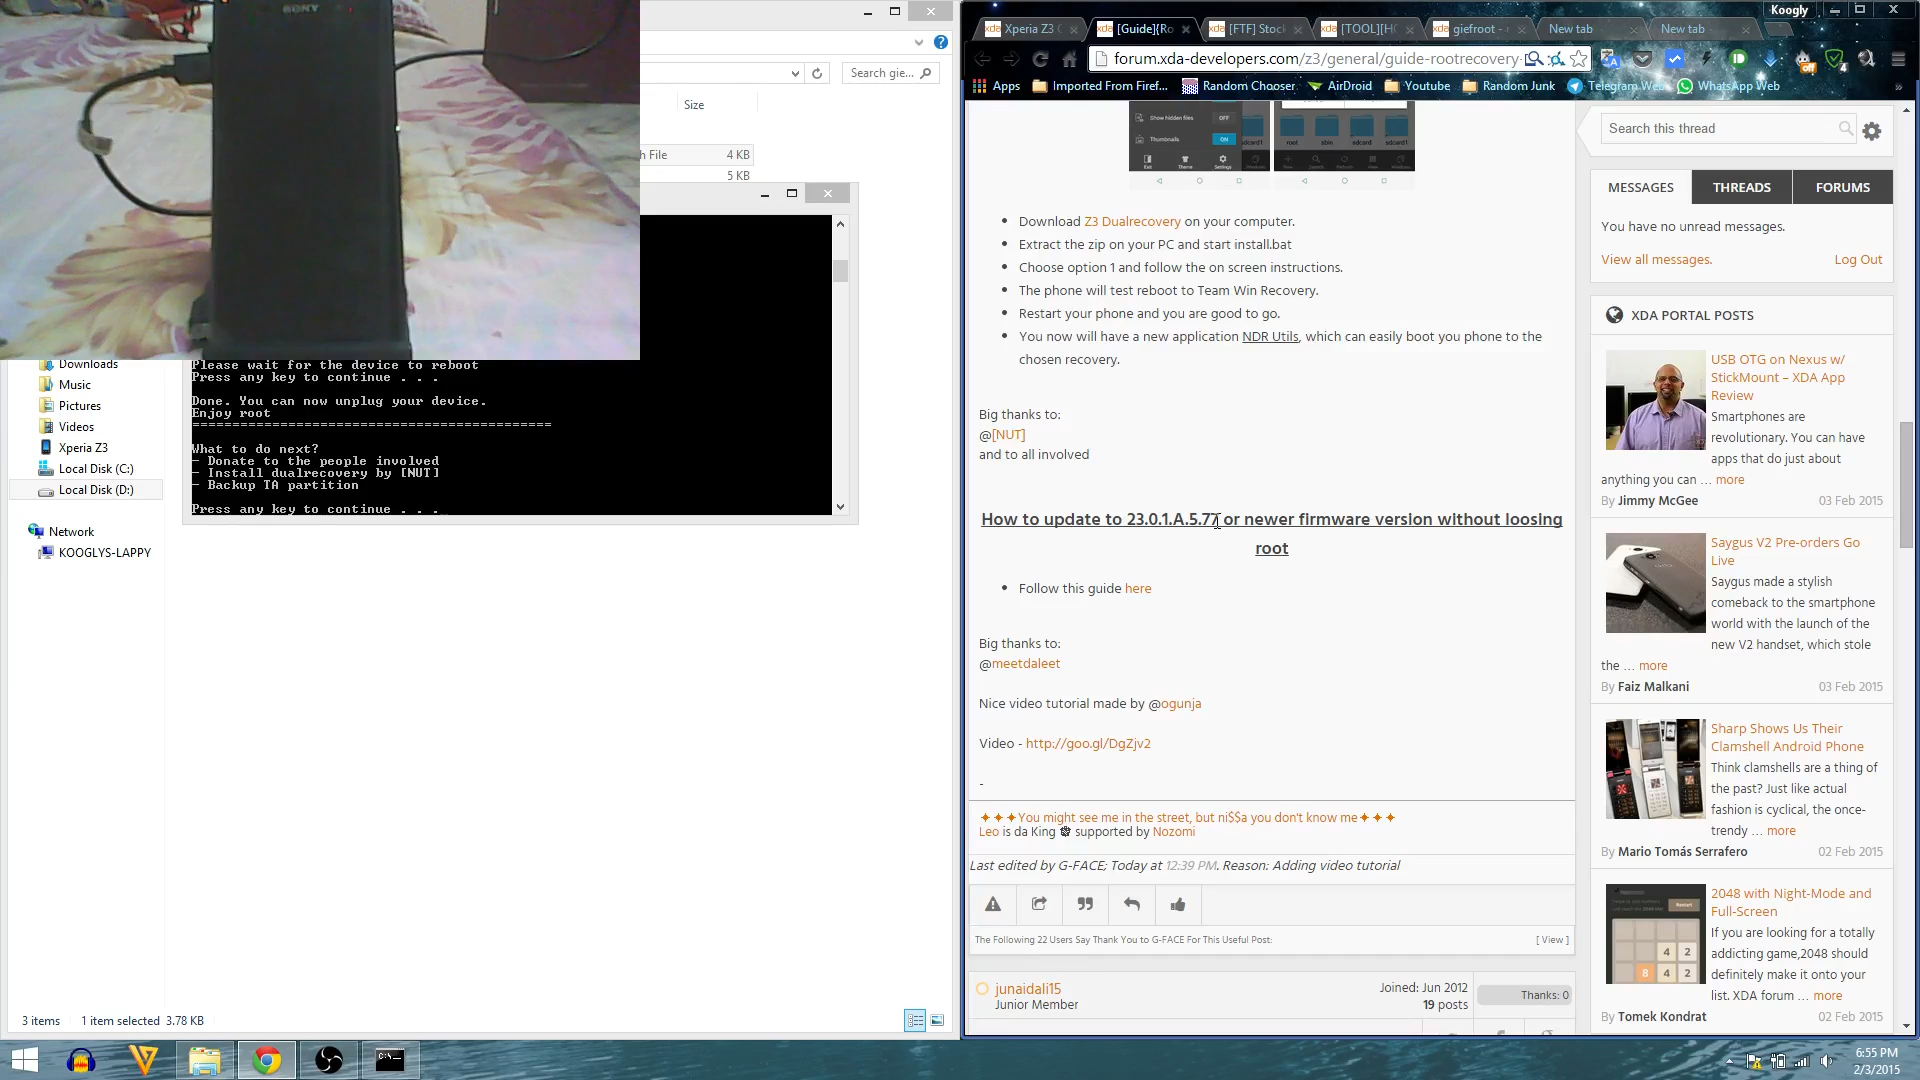 SONY
Search gie...
Size
h File 4 KB
5 KB
Downloads
Music
Pictures
Videos
Xperia Z3
Local Disk (C:)
Local Disk (D:)
Network
KOOGLYS-LAPPY
Please wait for the device to reboot
Press any key to continue . . .
Done. You can now unplug your device.
Enjoy root
=============================================
What to do next?
- Donate to the people involved
- Install dualrecovery by [NUT]
- Backup TA partition
Press any key to continue . . .
3 items 1 item selected 3.78 KB
Koogly
Xperia Z3
[Guide]{Ro
[FTF] Stock
[TOOL][H
giefroot -
New tab
New tab
forum.xda-developers.com/z3/general/guide-rootrecovery-
Apps
Imported From Firef...
Random Chooser
AirDroid
Youtube
Random Junk
Telegram Web
WhatsApp Web
»
Show hidden files OFF
Thumbnails ON
Exit Theme Settings
root sbin sdcard sdcard1
Download Z3 Dualrecovery on your computer.
Extract the zip on your PC and start install.bat
Choose option 1 and follow the on screen instructions.
The phone will test reboot to Team Win Recovery.
Restart your phone and you are good to go.
You now will have a new application NDR Utils, which can easily boot you phone to the
chosen recovery.
Big thanks to:
@[NUT]
and to all involved
How to update to 23.0.1.A.5.77 or newer firmware version without loosing
root
Follow this guide here
Big thanks to:
@meetdaleet
Nice video tutorial made by @ogunja
Video - http://goo.gl/DgZjv2
-
✦✦✦You might see me in the street, but ni$$a you don't know me✦✦✦
Leo is da King ❁ supported by Nozomi
Last edited by G-FACE; Today at 12:39 PM. Reason: Adding video tutorial
The Following 22 Users Say Thank You to G-FACE For This Useful Post: [ View ]
junaidali15
Junior Member
Joined: Jun 2012
19 posts
Thanks: 0
Search this thread
MESSAGES THREADS FORUMS
You have no unread messages.
View all messages. Log Out
XDA PORTAL POSTS
USB OTG on Nexus w/
StickMount – XDA App
Review
Smartphones are
revolutionary. You can have
apps that do just about
anything you can ... more
By Jimmy McGee 03 Feb 2015
Saygus V2 Pre-orders Go
Live
Saygus made a stylish
comeback to the smartphone
world with the launch of the
new V2 handset, which stole
the ... more
By Faiz Malkani 03 Feb 2015
Sharp Shows Us Their
Clamshell Android Phone
Think clamshells are a thing of
the past? Just like actual
fashion is cyclical, the once-
trendy ... more
By Mario Tomás Serrafero 02 Feb 2015
2048 with Night-Mode and
Full-Screen
If you are looking for a totally
addicting game,2048 should
definitely make it onto your
list. XDA forum ... more
By Tomek Kondrat 02 Feb 2015
4 2
8 4 2
6:55 PM
2/3/2015